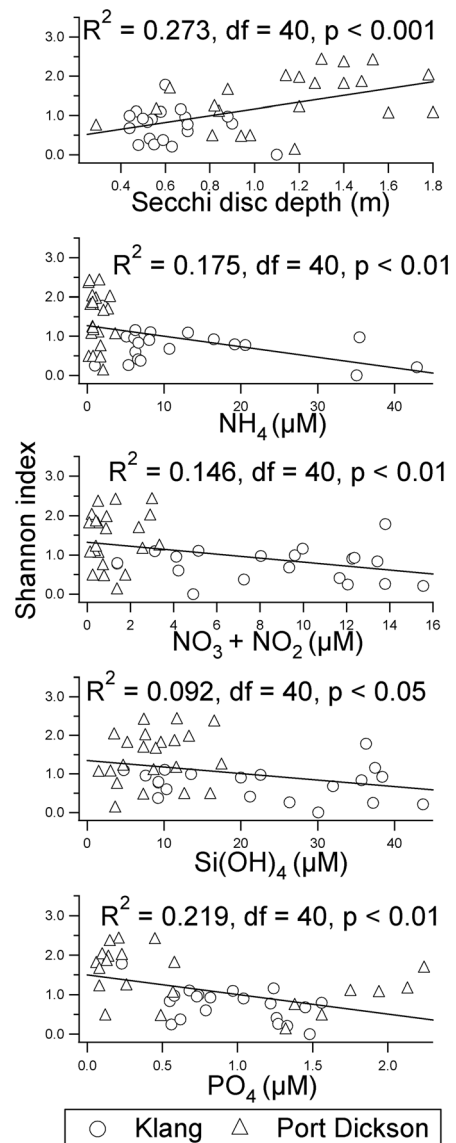 R² = 0.273, df = 40, p < 0.001
3.0
2.0
1.0
0.0
0.4 0.6 0.8 1.0 1.2 1.4 1.6 1.8
Secchi disc depth (m)
R² = 0.175, df = 40, p < 0.01
3.0
2.0
1.0
0.0
0 10 20 30 40
NH₄ (µM)
Shannon index
R² = 0.146, df = 40, p < 0.01
3.0
2.0
1.0
0.0
0 2 4 6 8 10 12 14 16
NO₃ + NO₂ (µM)
R² = 0.092, df = 40, p < 0.05
3.0
2.0
1.0
0.0
0 10 20 30 40
Si(OH)₄ (µM)
R² = 0.219, df = 40, p < 0.01
3.0
2.0
1.0
0.0
0.0 0.5 1.0 1.5 2.0
PO₄ (µM)
Klang Port Dickson